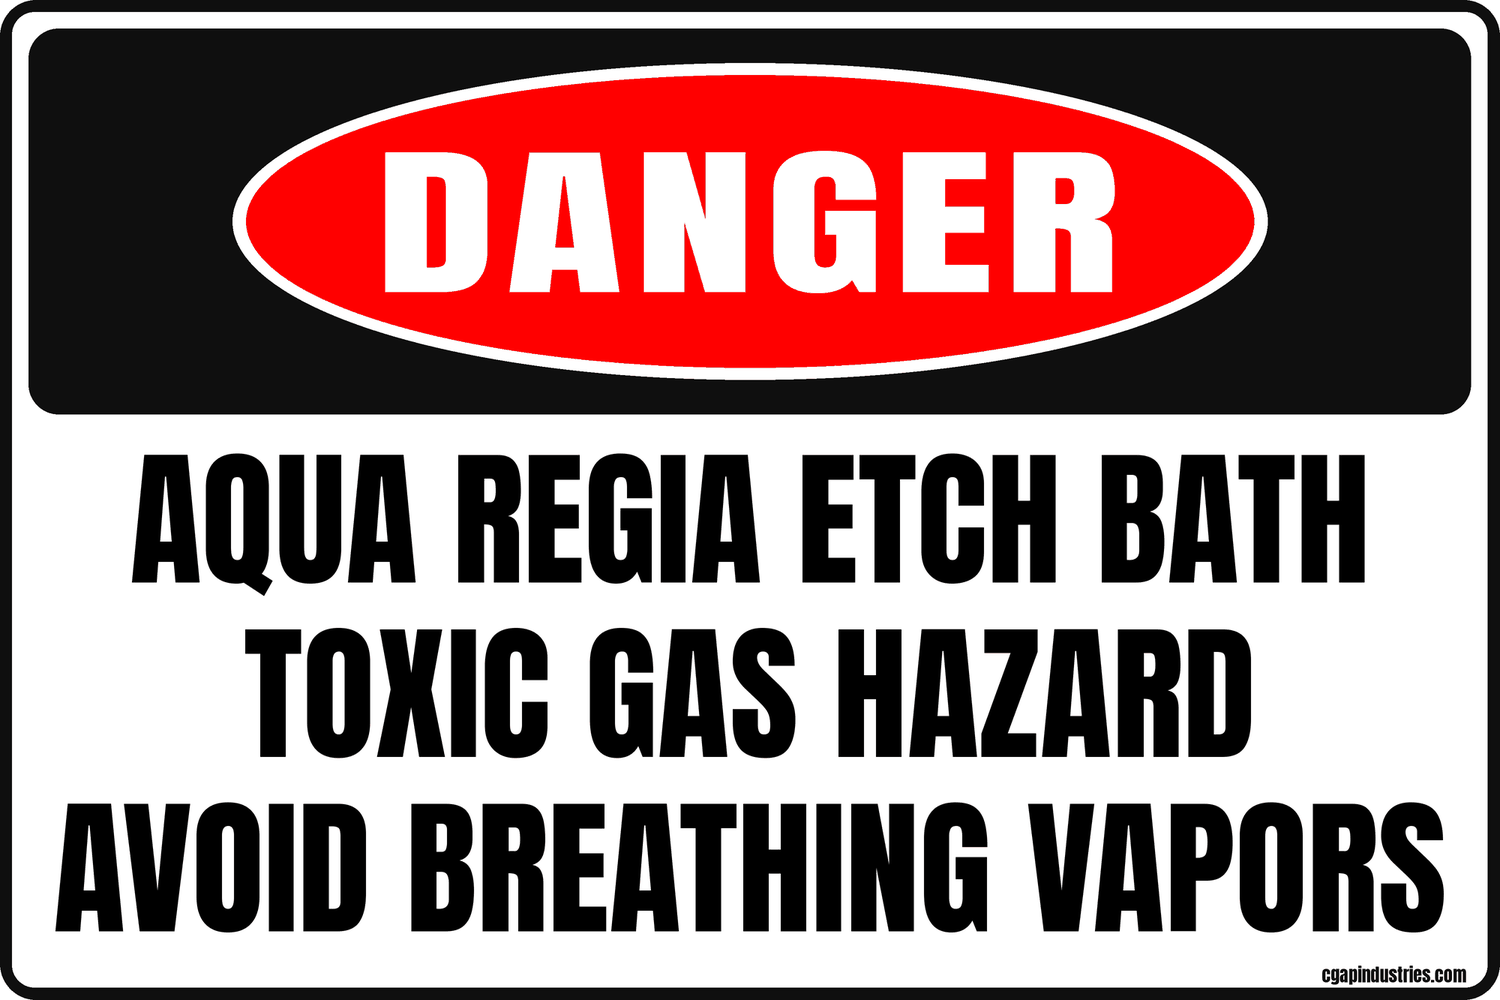 DANGER
AQUA REGIA ETCH BATH
TOXIC GAS HAZARD
AVOID BREATHING VAPORS
cgapindustries.com